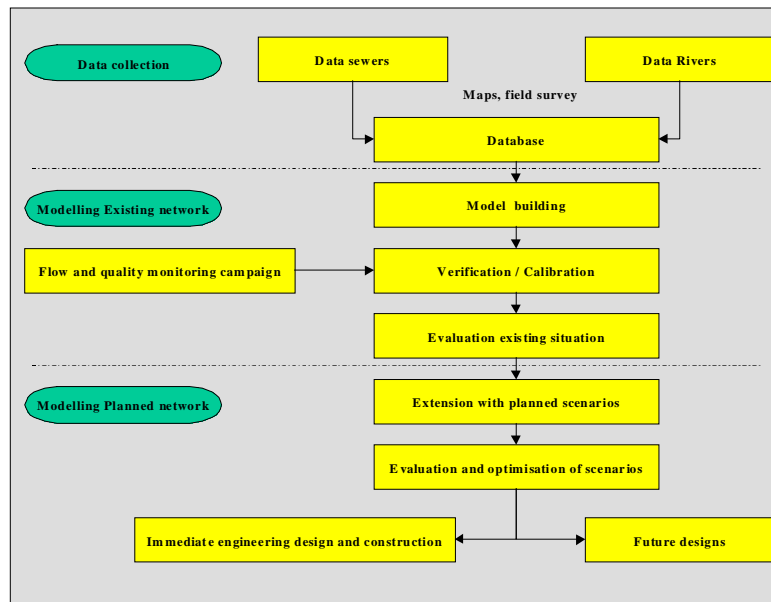 Data collection
Data sewers
Data Rivers
Maps, field survey
Database
Modelling Existing network
Model building
Flow and quality monitoring campaign
Verification / Calibration
Evaluation existing situation
Modelling Planned network
Extension with planned scenarios
Evaluation and optimisation of scenarios
Immediate engineering design and construction
Future designs